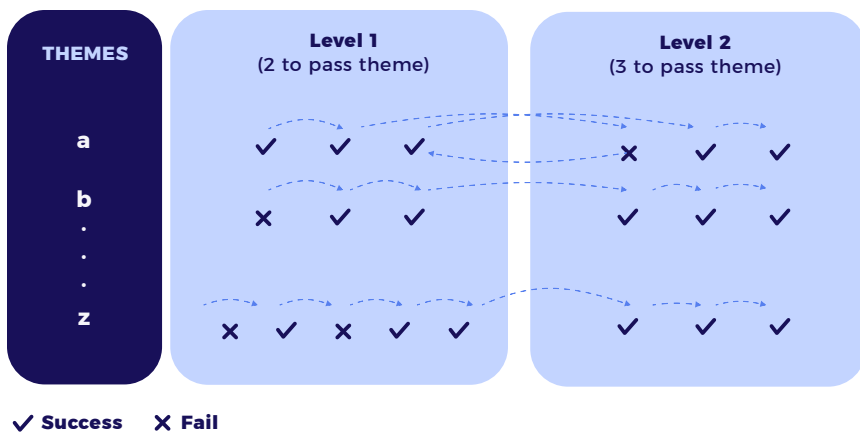 THEMES
Level 1
(2 to pass theme)
Level 2
(3 to pass theme)
a
b
.
.
.
z
Success
Fail